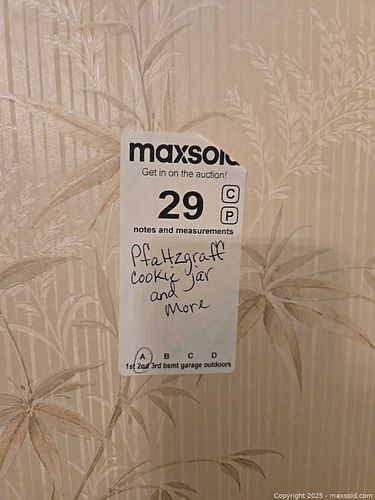 maxsold
Get in on the auction!
29
C
P
notes and measurements
Pfaltzgraff
cookie jar
and
More
A B C D
1st 2nd 3rd bsmt garage outdoors
Copyright 2025 - maxsold.com